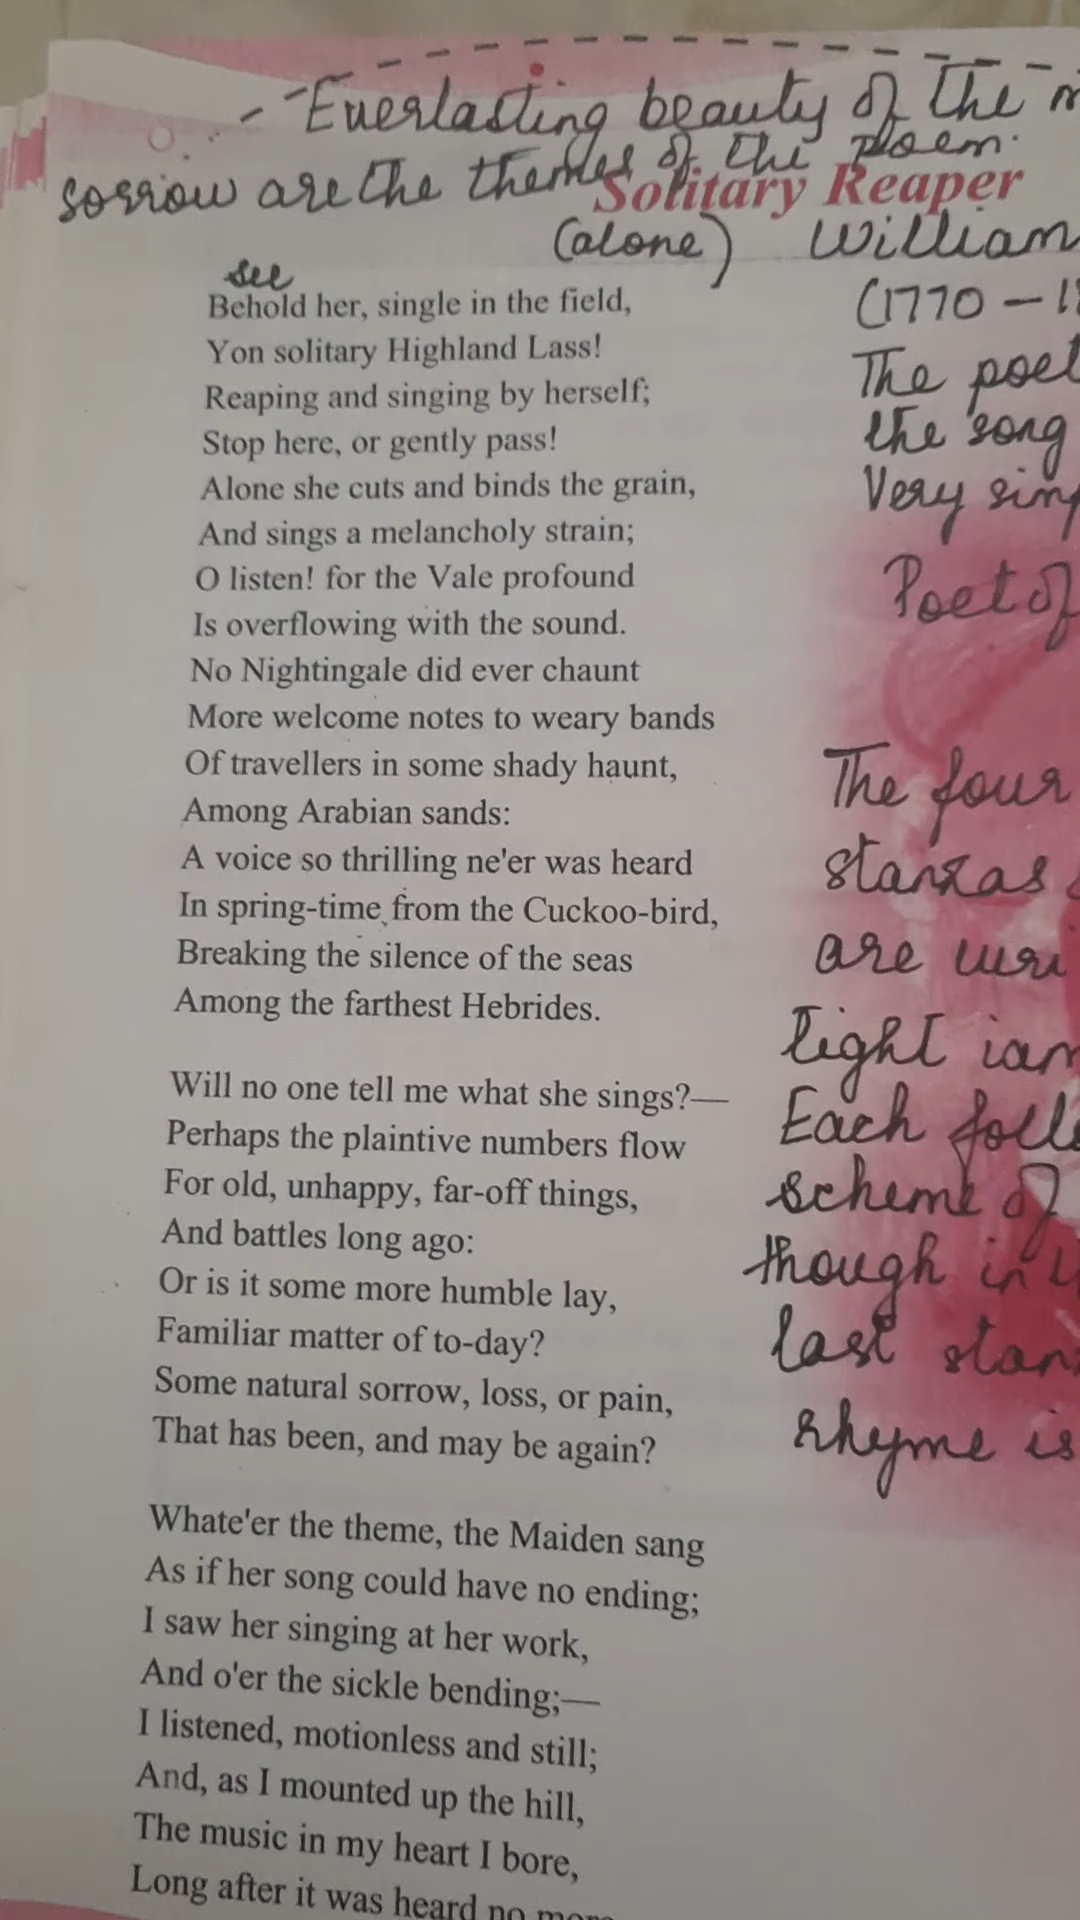 Everlasting beauty of the
sorrow are the themes of the poem.
Solitary Reaper
(alone) William
see
(1770 –
Behold her, single in the field,
Yon solitary Highland Lass!
Reaping and singing by herself;
Stop here, or gently pass!
Alone she cuts and binds the grain,
And sings a melancholy strain;
O listen! for the Vale profound
Is overflowing with the sound.
No Nightingale did ever chaunt
More welcome notes to weary bands
Of travellers in some shady haunt,
Among Arabian sands:
A voice so thrilling ne'er was heard
In spring-time from the Cuckoo-bird,
Breaking the silence of the seas
Among the farthest Hebrides.
Will no one tell me what she sings?—
Perhaps the plaintive numbers flow
For old, unhappy, far-off things,
And battles long ago:
Or is it some more humble lay,
Familiar matter of to-day?
Some natural sorrow, loss, or pain,
That has been, and may be again?
Whate'er the theme, the Maiden sang
As if her song could have no ending;
I saw her singing at her work,
And o'er the sickle bending;—
I listened, motionless and still;
And, as I mounted up the hill,
The music in my heart I bore,
Long after it was heard no more
The poet
the song
Very
Poet of
The four
stanzas
are
Each
scheme of
though in
last
rhyme is